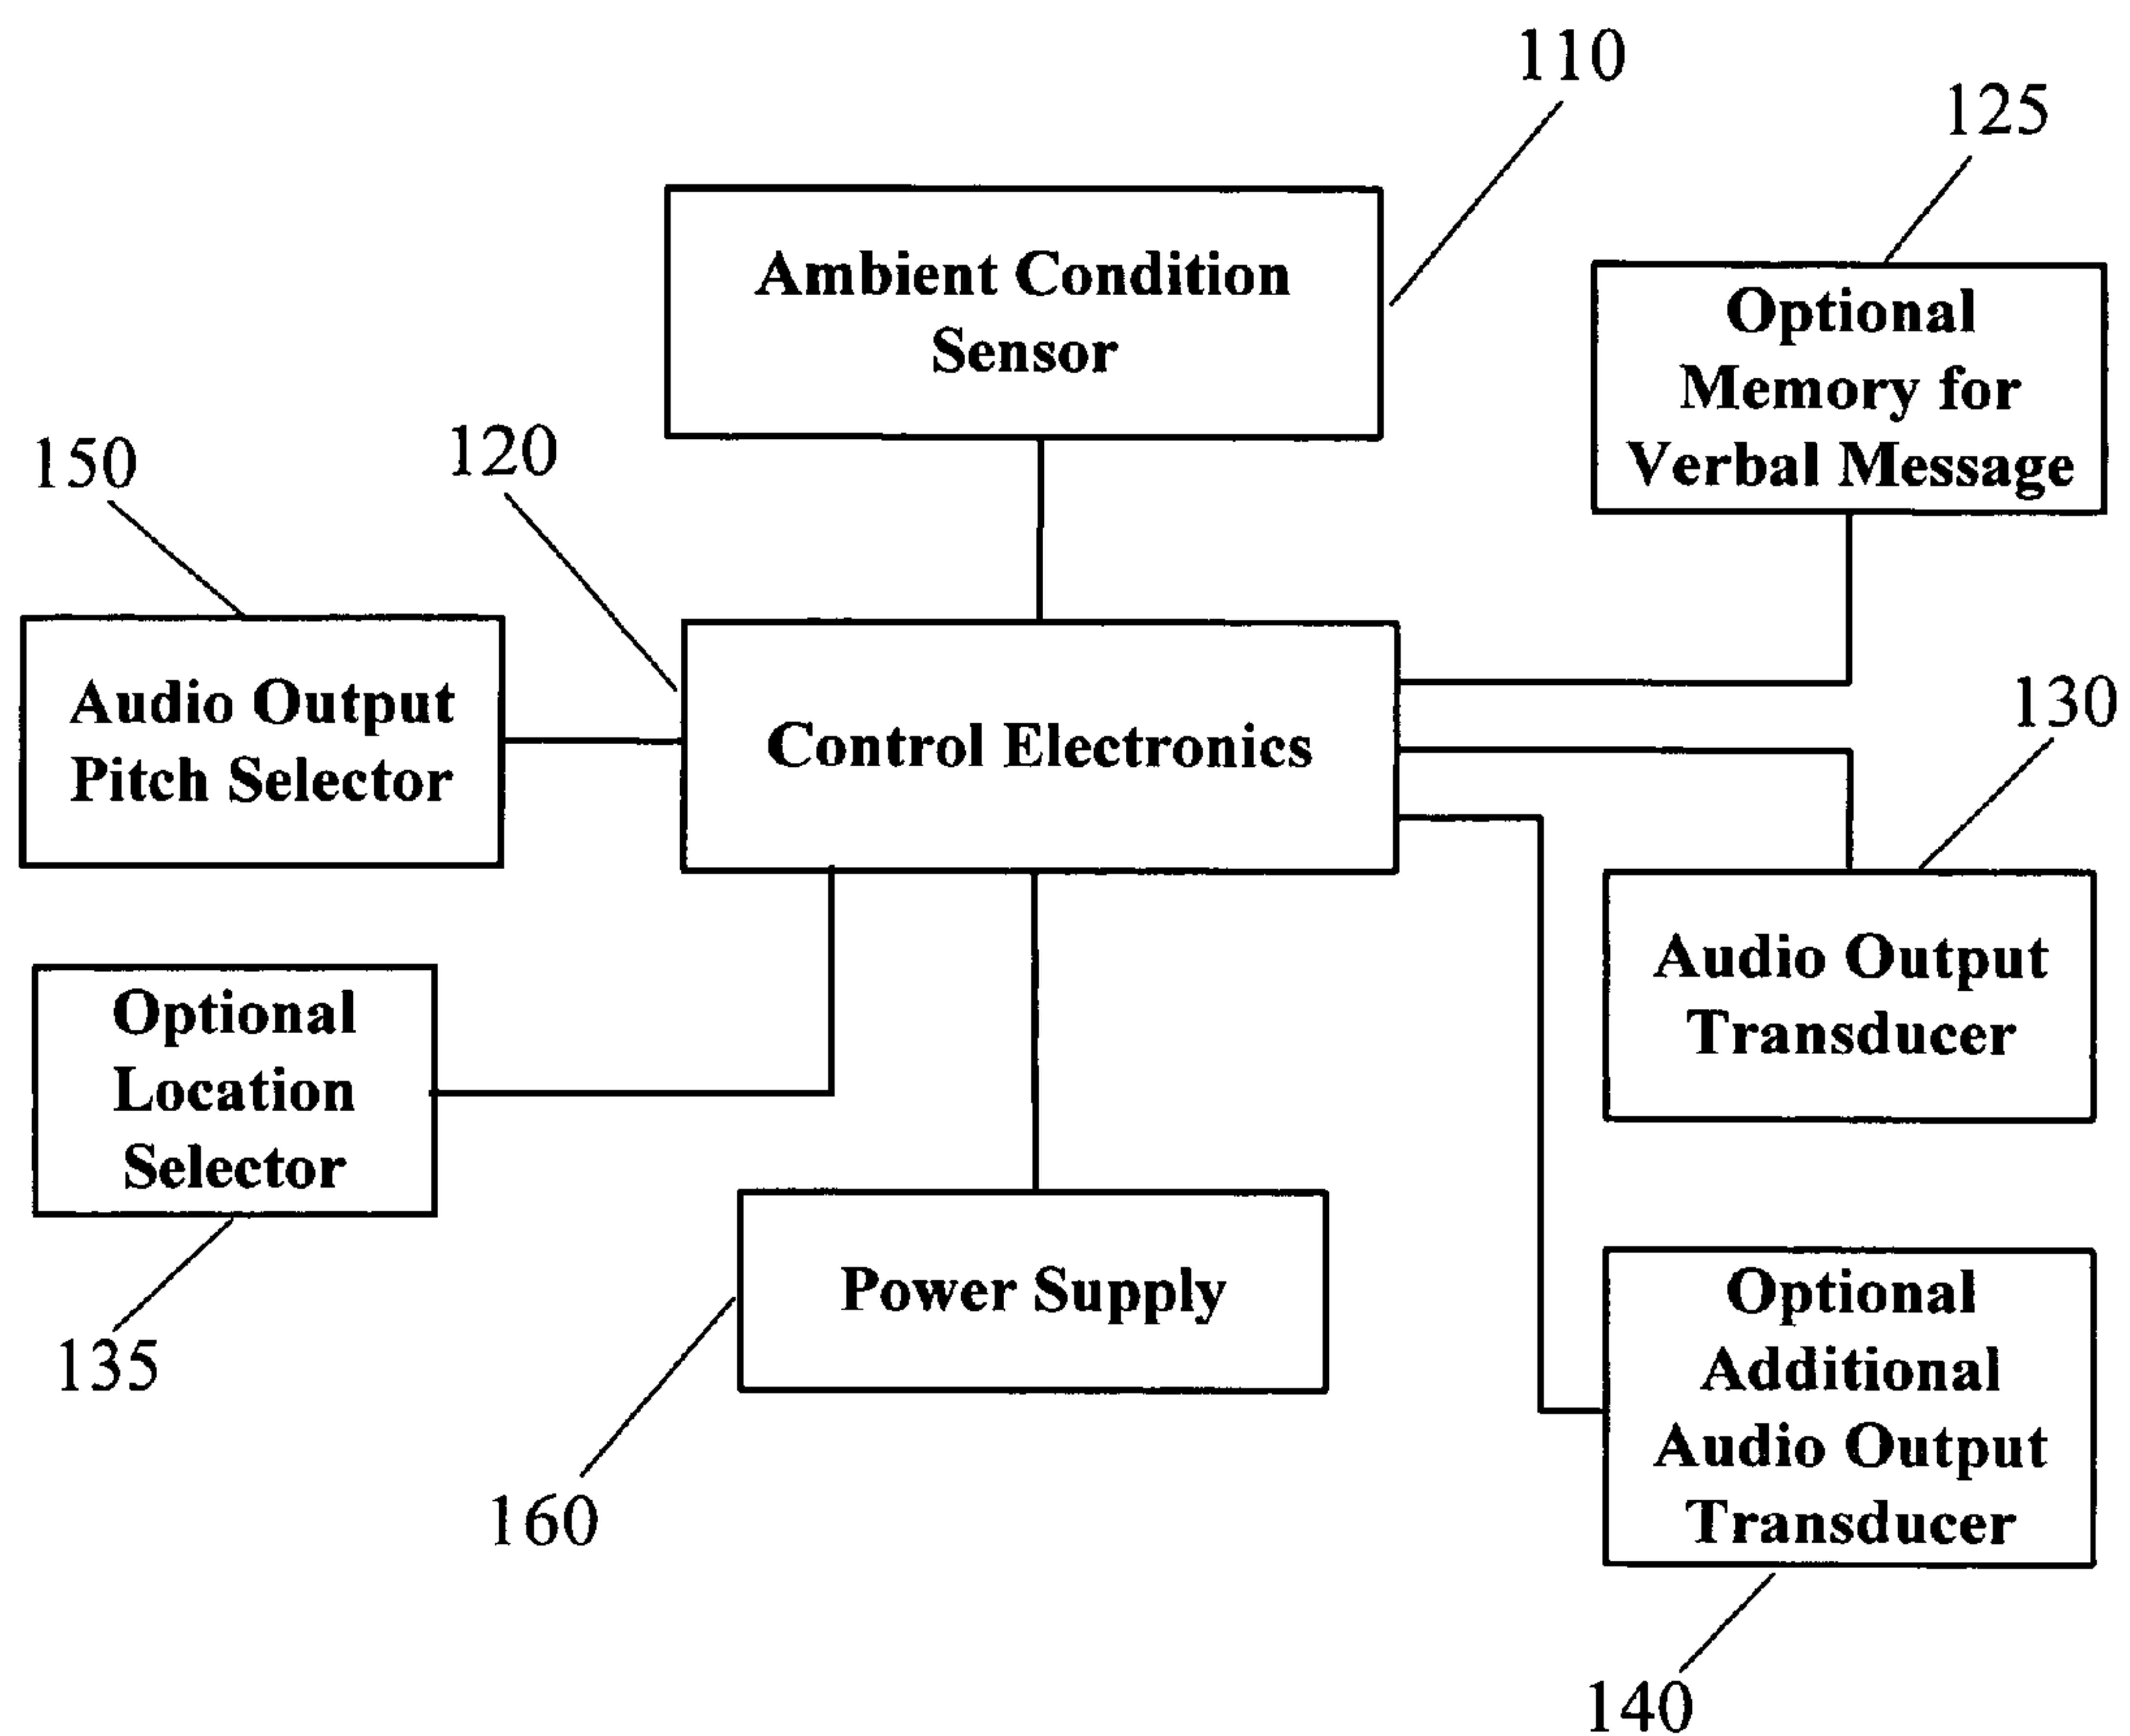 110
125
Ambient Condition
Sensor
Optional
Memory for
Verbal Message
150
120
Audio Output
Pitch Selector
Control Electronics
130
Optional
Location
Selector
135
Audio Output
Transducer
Power Supply
160
Optional
Additional
Audio Output
Transducer
140